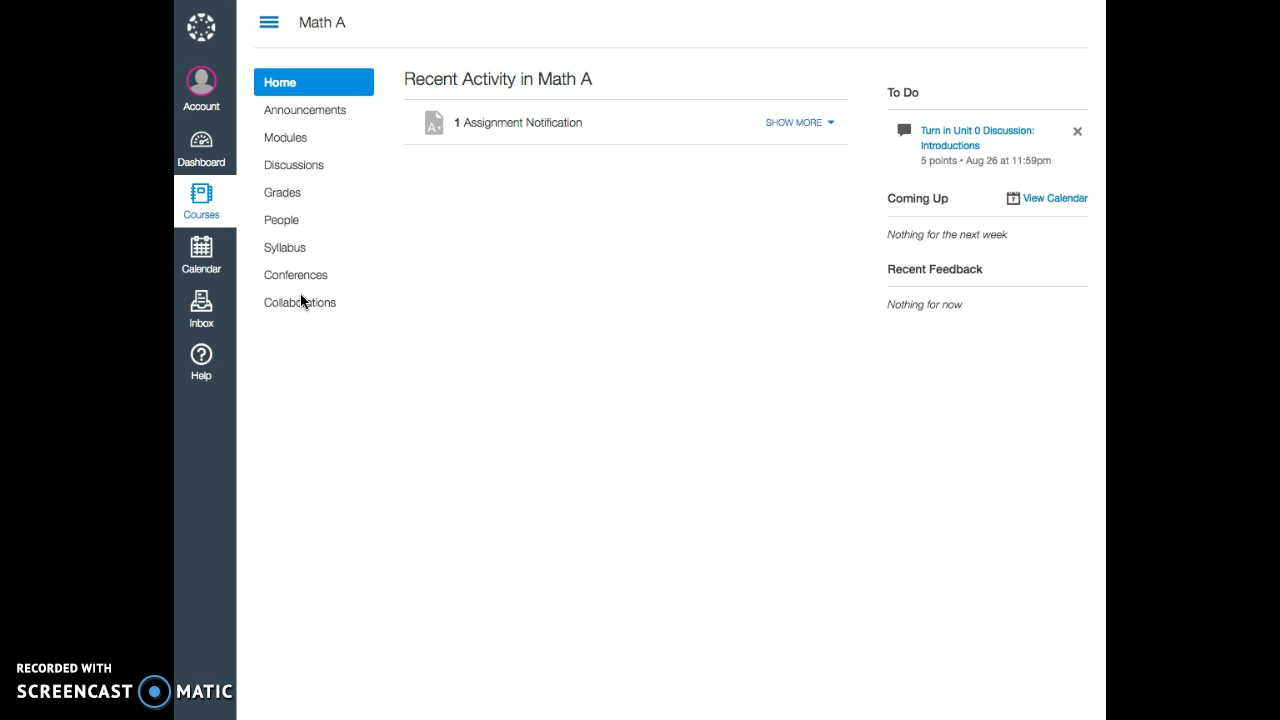 Math A
Account
Dashboard
Courses
Calendar
Inbox
Help
Home
Announcements
Modules
Discussions
Grades
People
Syllabus
Conferences
Collaborations
Recent Activity in Math A
A+
1 Assignment Notification SHOW MORE
To Do
Turn in Unit 0 Discussion:
Introductions
5 points • Aug 26 at 11:59pm
Coming Up
7 View Calendar
Nothing for the next week
Recent Feedback
Nothing for now
RECORDED WITH
SCREENCAST MATIC